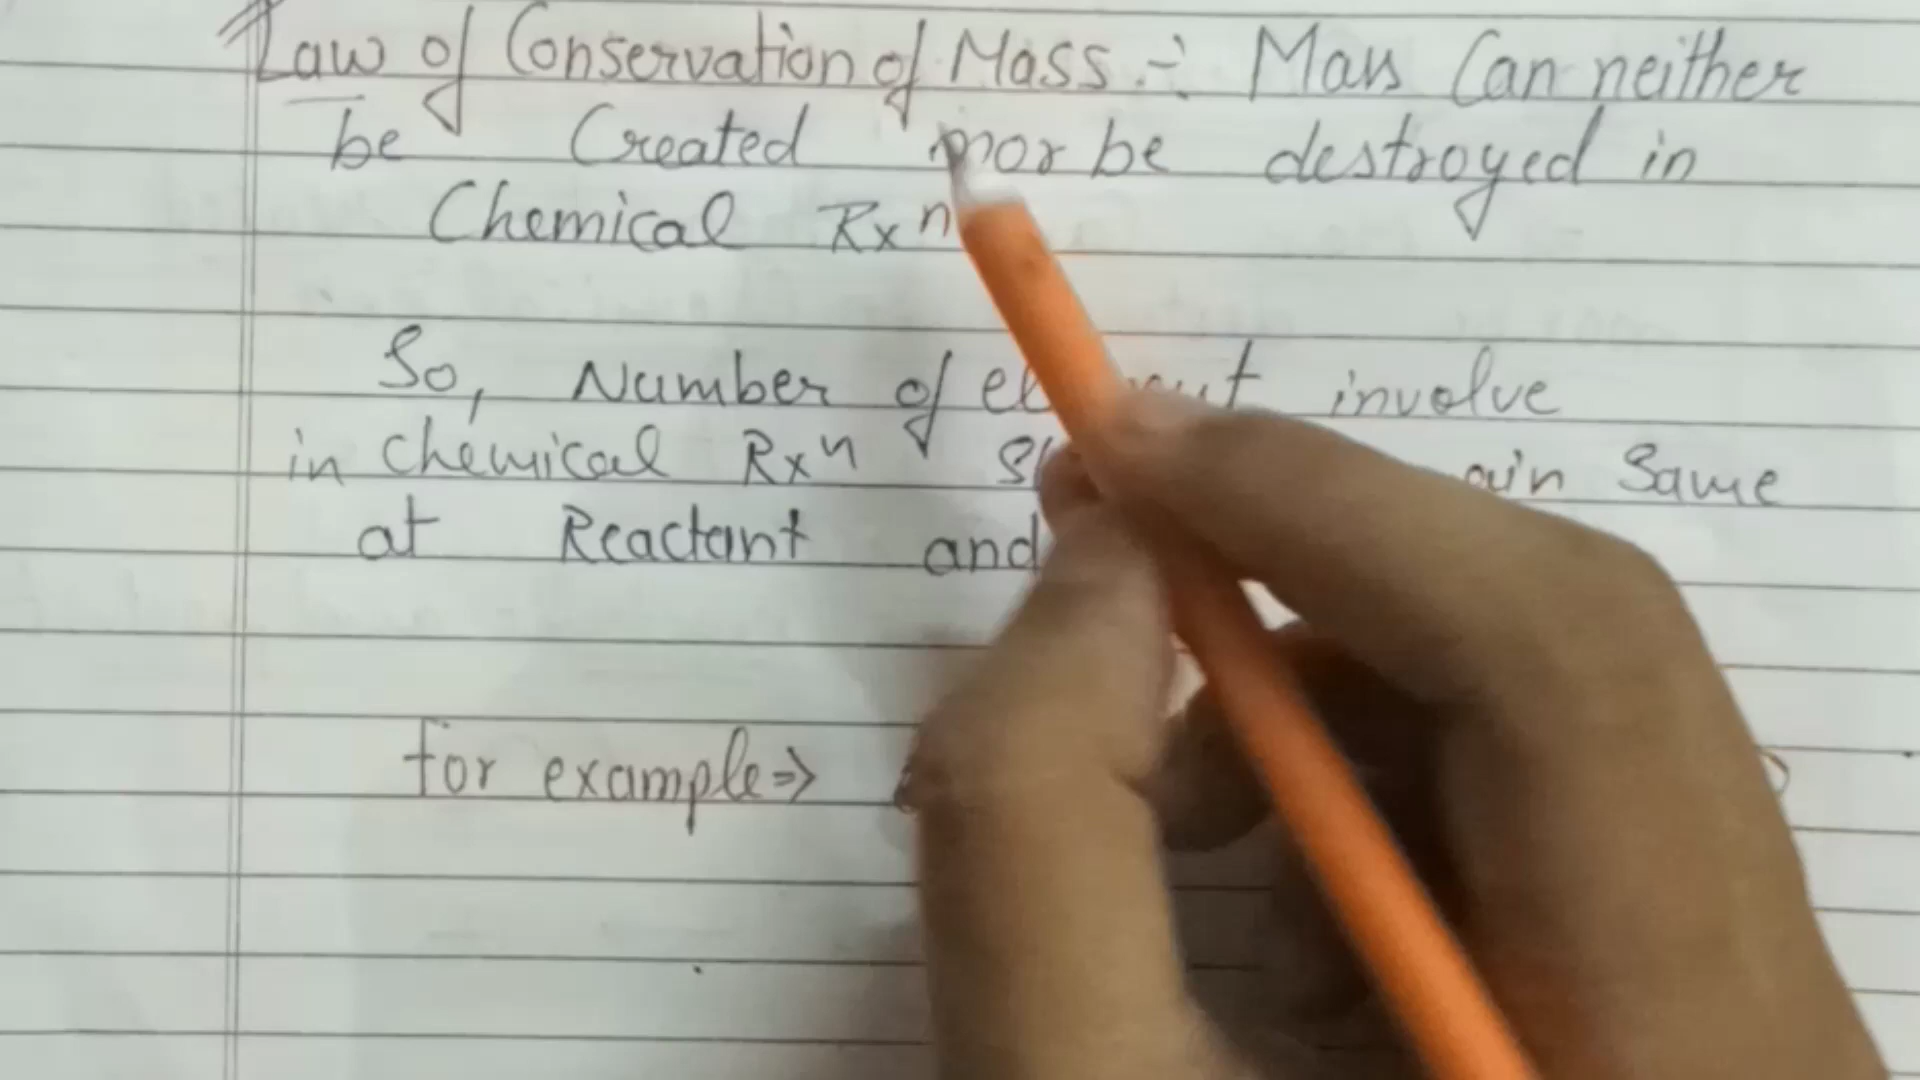 Law of Conservation of Mass :- Mass Can neither
be Created nor be destroyed in
Chemical Rxn
So, Number of involve
in chemical Rxn Same
at Reactant and
for example =>